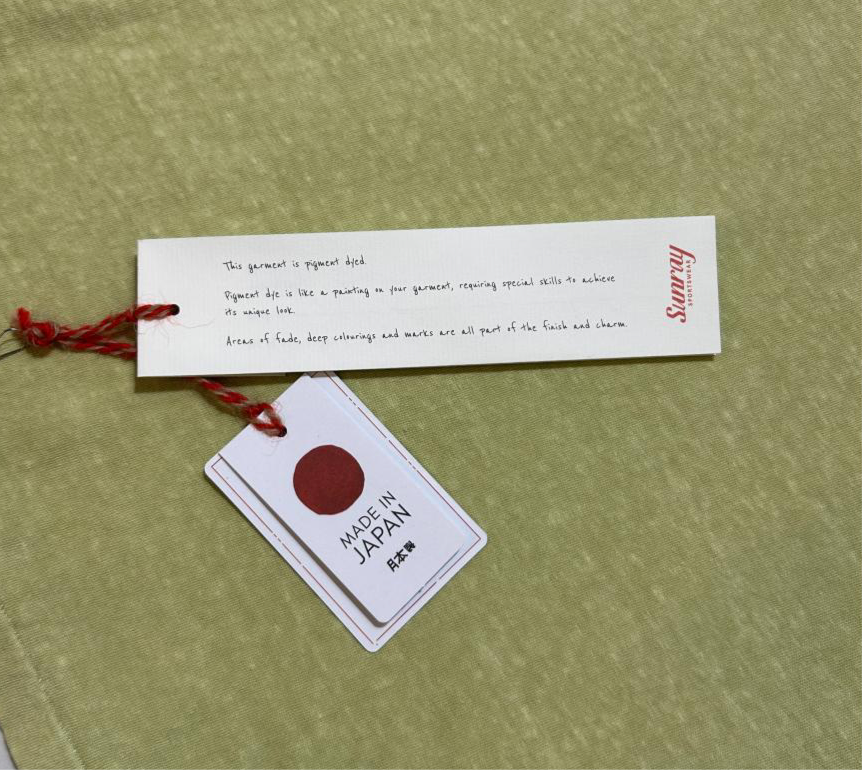 This garment is pigment dyed.
Pigment dye is like a painting on your garment, requiring special skills to achieve
its unique look.
Areas of fade, deep colourings and marks are all part of the finish and charm.
Sunray
SPORTSWEAR
MADE IN
JAPAN
日本製